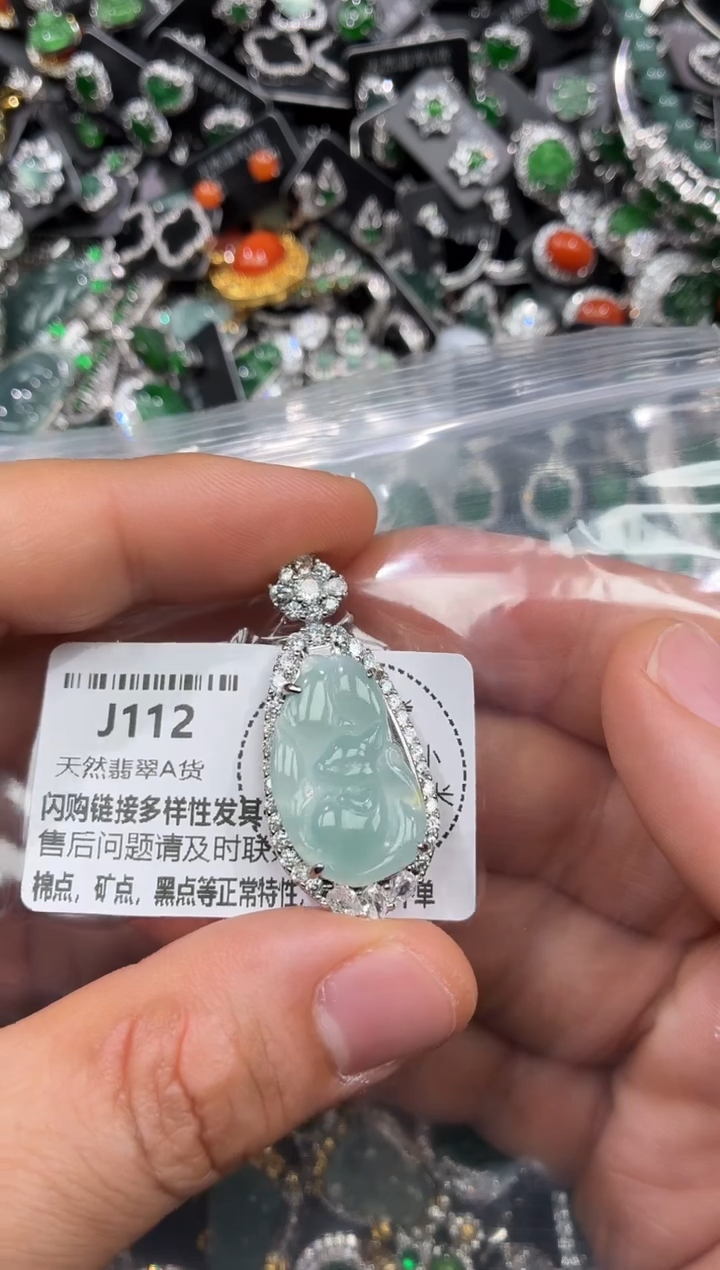 J112
天然翡翠A货
闪购链接多样性发其
售后问题请及时联
棉点，矿点，黑点等正常特性，
单